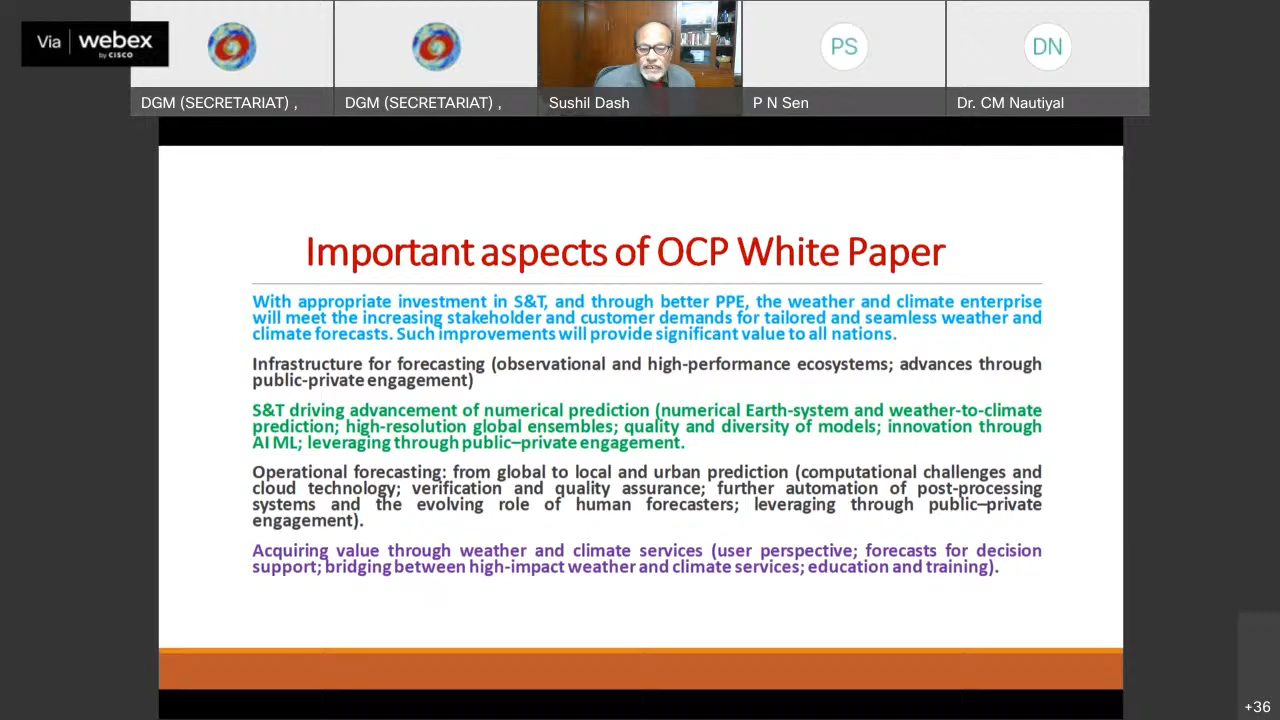 Via webex
by CISCO
DGM (SECRETARIAT) ,
DGM (SECRETARIAT) ,
Sushil Dash
PS
P N Sen
DN
Dr. CM Nautiyal
Important aspects of OCP White Paper
With appropriate investment in S&T, and through better PPE, the weather and climate enterprise
will meet the increasing stakeholder and customer demands for tailored and seamless weather and
climate forecasts. Such improvements will provide significant value to all nations.
Infrastructure for forecasting (observational and high-performance ecosystems; advances through
public-private engagement)
S&T driving advancement of numerical prediction (numerical Earth-system and weather-to-climate
prediction; high-resolution global ensembles; quality and diversity of models; innovation through
AI ML; leveraging through public–private engagement.
Operational forecasting: from global to local and urban prediction (computational challenges and
cloud technology; verification and quality assurance; further automation of post-processing
systems and the evolving role of human forecasters; leveraging through public–private
engagement).
Acquiring value through weather and climate services (user perspective; forecasts for decision
support; bridging between high-impact weather and climate services; education and training).
+36